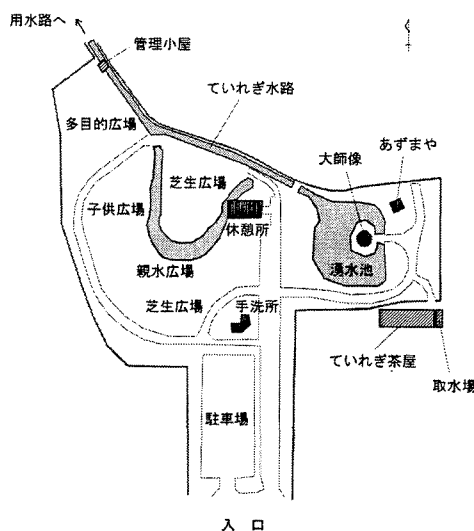 用水路へ
管理小屋
ていれぎ水路
多目的広場
あずまや
大師像
芝生広場
子供広場
休憩所
親水広場
湧水池
芝生広場
手洗所
ていれぎ茶屋
取水場
駐車場
入口